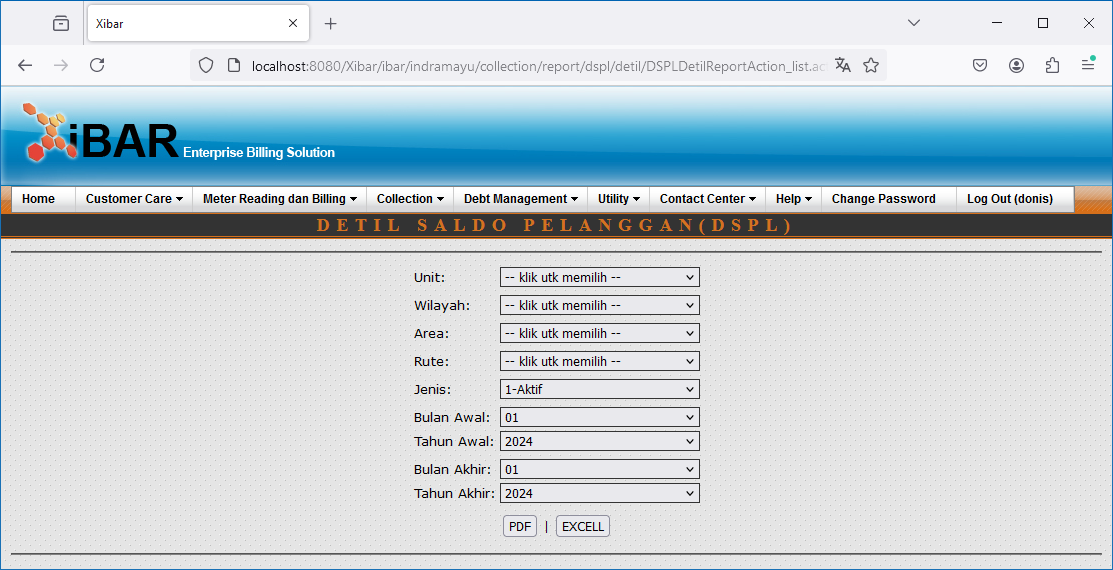 Xibar
localhost:8080/Xibar/ibar/indramayu/collection/report/dspl/detil/DSPLDetilReportAction_list.ac
iBAR Enterprise Billing Solution
Home Customer Care Meter Reading dan Billing Collection Debt Management Utility Contact Center Help Change Password Log Out (donis)
DETIL SALDO PELANGGAN(DSPL)
Unit: -- klik utk memilih --
Wilayah: -- klik utk memilih --
Area: -- klik utk memilih --
Rute: -- klik utk memilih --
Jenis: 1-Aktif
Bulan Awal: 01
Tahun Awal: 2024
Bulan Akhir: 01
Tahun Akhir: 2024
PDF | EXCELL